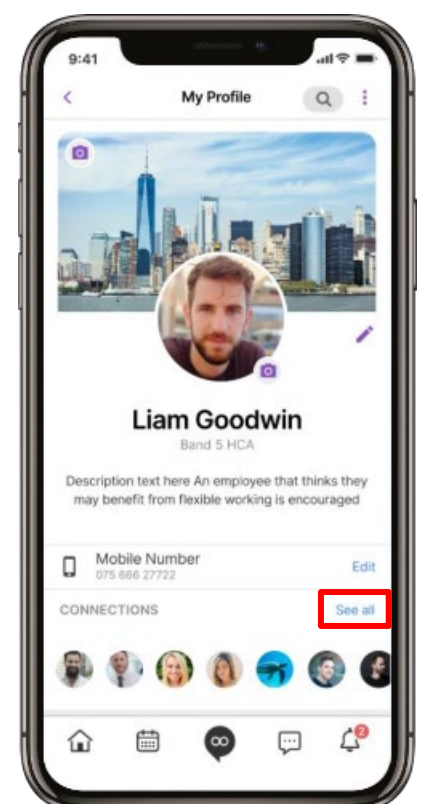 9:41
My Profile
Liam Goodwin
Band 5 HCA
Description text here An employee that thinks they
may benefit from flexible working is encouraged
Mobile Number
075 666 27722
Edit
CONNECTIONS
See all
2